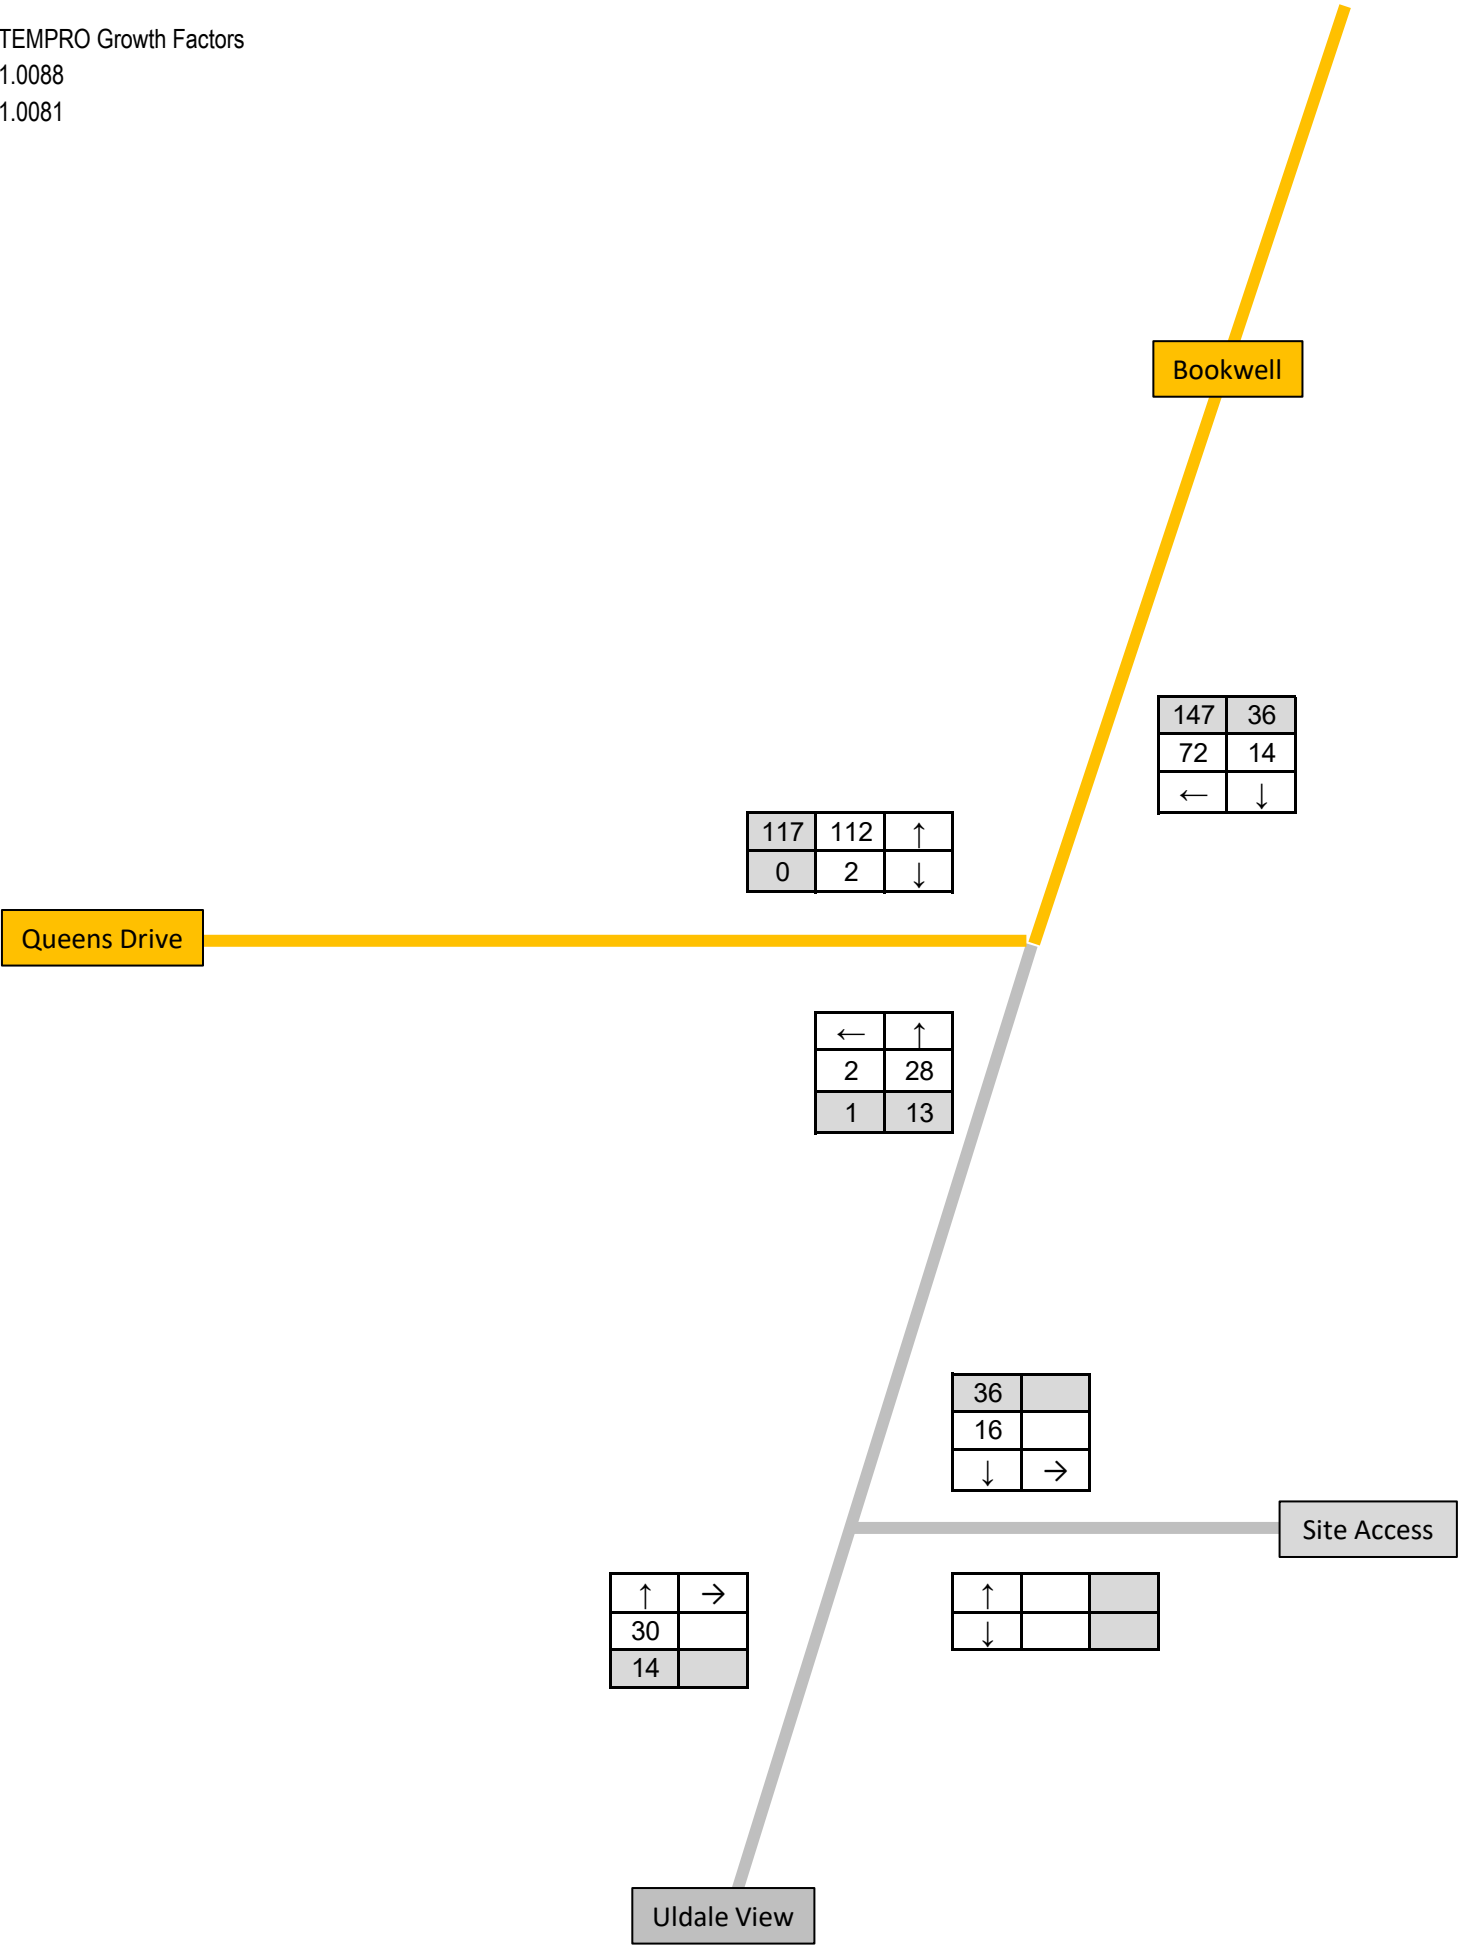 TEMPRO Growth Factors
1.0088
1.0081
Bookwell
147 36
72 14
← ↓
117 112 ↑
0 2 ↓
Queens Drive
← ↑
2 28
1 13
36
16
↓ →
Site Access
↑ →
30
14
↑
↓
Uldale View